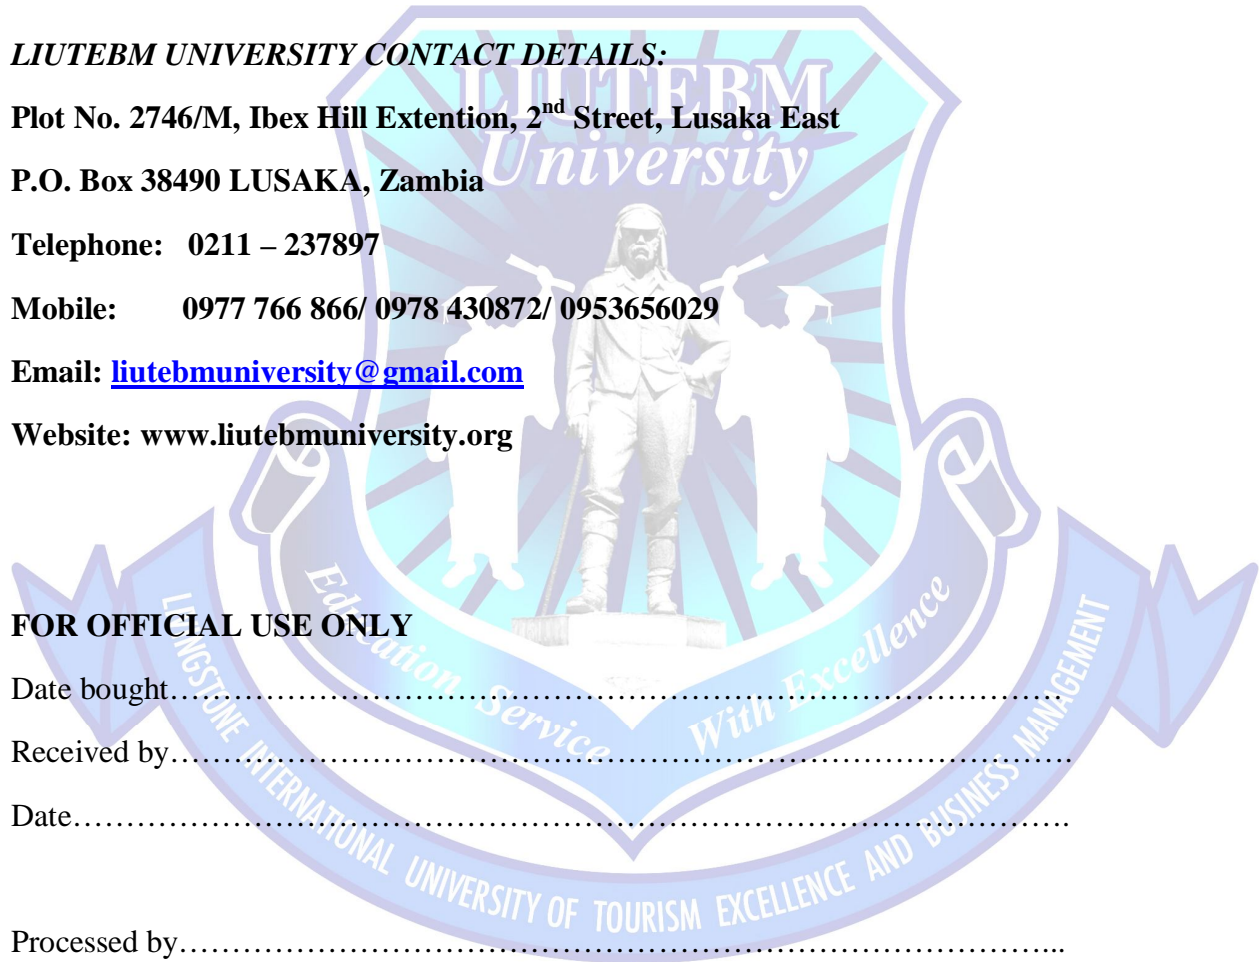 LIUTEBM UNIVERSITY CONTACT DETAILS:
LIUTEBM
Plot No. 2746/M, Ibex Hill Extention, 2nd Street, Lusaka East
University
P.O. Box 38490 LUSAKA, Zambia
Telephone: 0211 – 237897
Mobile: 0977 766 866/ 0978 430872/ 0953656029
Email: liutebmuniversity@gmail.com
Website: www.liutebmuniversity.org
FOR OFFICIAL USE ONLY
Education Service With Excellence
Date bought…………………………………………………………………………
Received by………………………………………………………………………….
Date………………………………………………………………………………….
LIVINGSTONE INTERNATIONAL UNIVERSITY OF TOURISM EXCELLENCE AND BUSINESS MANAGEMENT
Processed by………………………………………………………………………...